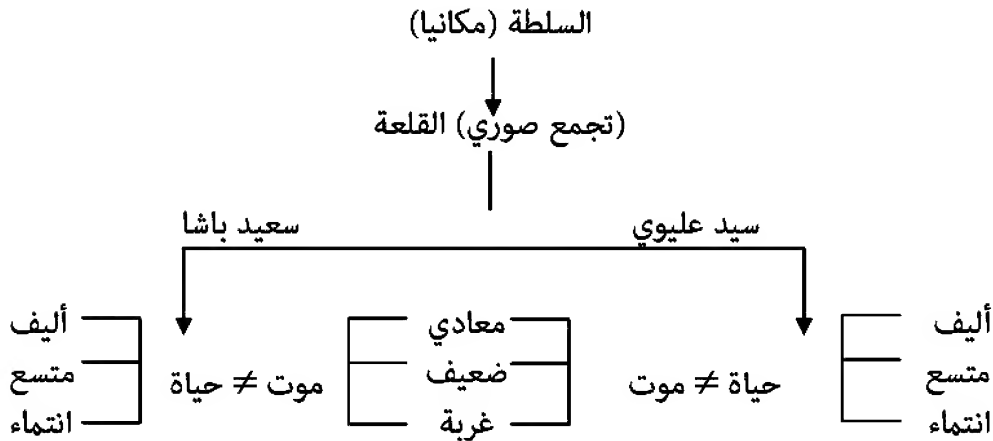 السلطة (مكانيا)
(تجمع صوري) القلعة
سيد عليوي سعيد باشا
أليف معادي أليف
متسع حياة ≠ موت ضعيف موت ≠ حياة متسع
انتماء غربة انتماء